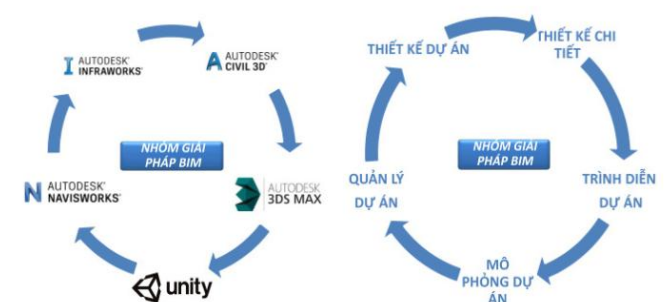 AUTODESK®
INFRAWORKS®
AUTODESK®
CIVIL 3D®
NHÓM GIẢI
PHÁP BIM
AUTODESK®
NAVISWORKS®
AUTODESK®
3DS MAX
unity
THIẾT KẾ DỰ ÁN
THIẾT KẾ CHI
TIẾT
NHÓM GIẢI
PHÁP BIM
QUẢN LÝ
DỰ ÁN
TRÌNH DIỄN
DỰ ÁN
MÔ
PHỎNG DỰ
ÁN